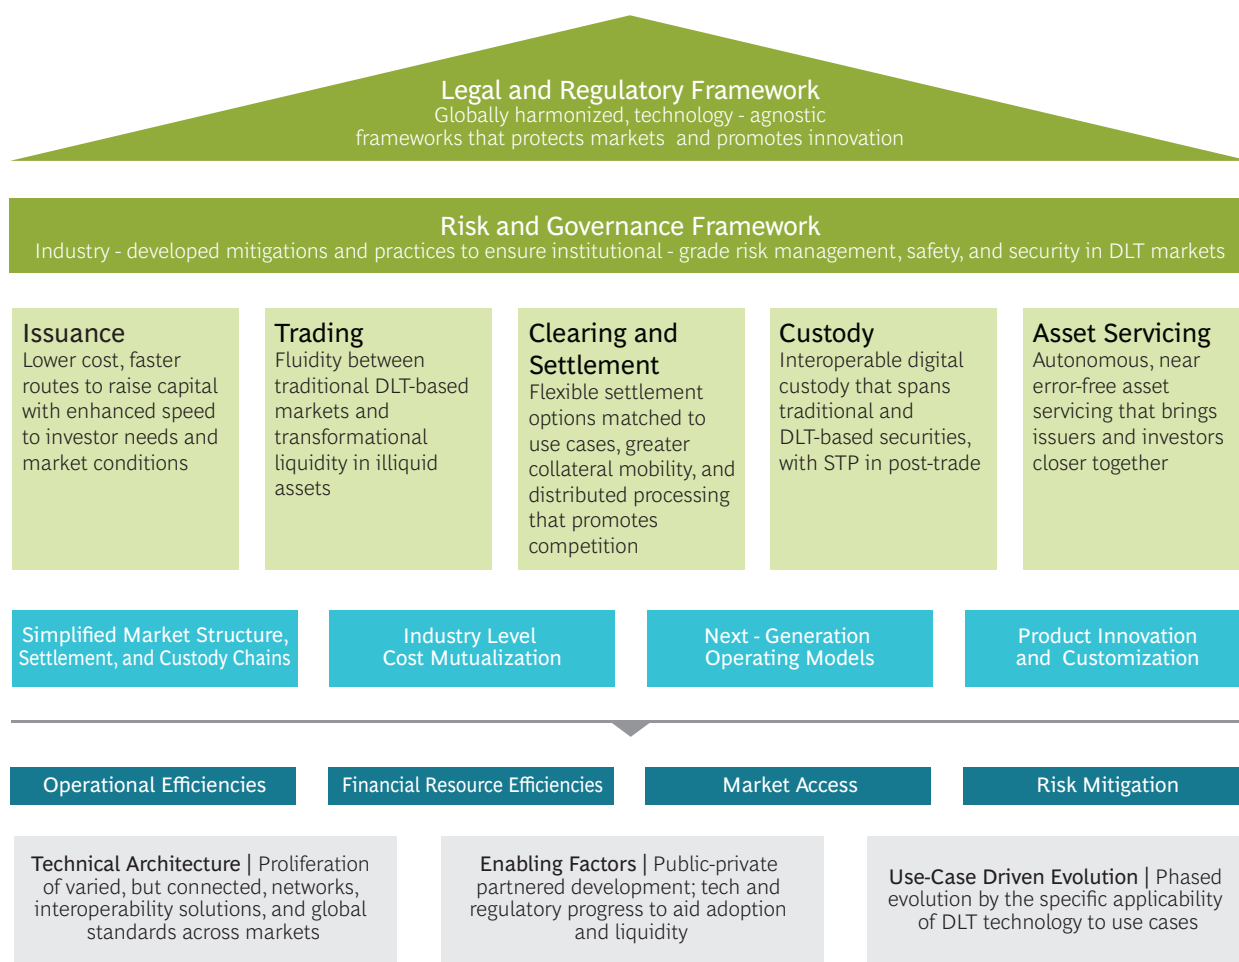 Legal and Regulatory Framework
Globally harmonized, technology - agnostic
frameworks that protects markets and promotes innovation
Risk and Governance Framework
Industry - developed mitigations and practices to ensure institutional - grade risk management, safety, and security in DLT markets
Issuance
Lower cost, faster
routes to raise capital
with enhanced speed
to investor needs and
market conditions
Trading
Fluidity between
traditional DLT-based
markets and
transformational
liquidity in illiquid
assets
Clearing and
Settlement
Flexible settlement
options matched to
use cases, greater
collateral mobility, and
distributed processing
that promotes
competition
Custody
Interoperable digital
custody that spans
traditional and
DLT-based securities,
with STP in post-trade
Asset Servicing
Autonomous, near
error-free asset
servicing that brings
issuers and investors
closer together
Simplified Market Structure,
Settlement, and Custody Chains
Industry Level
Cost Mutualization
Next - Generation
Operating Models
Product Innovation
and Customization
Operational Efficiencies
Financial Resource Efficiencies
Market Access
Risk Mitigation
Technical Architecture | Proliferation
of varied, but connected, networks,
interoperability solutions, and global
standards across markets
Enabling Factors | Public-private
partnered development; tech and
regulatory progress to aid adoption
and liquidity
Use-Case Driven Evolution | Phased
evolution by the specific applicability
of DLT technology to use cases